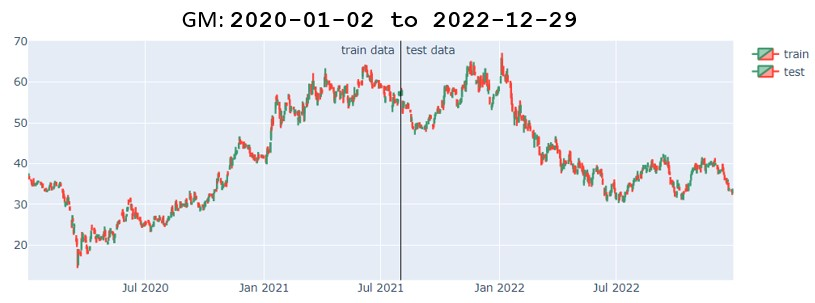 GM: 2020-01-02 to 2022-12-29
train data
test data
train
test
70
60
50
40
30
20
Jul 2020
Jan 2021
Jul 2021
Jan 2022
Jul 2022